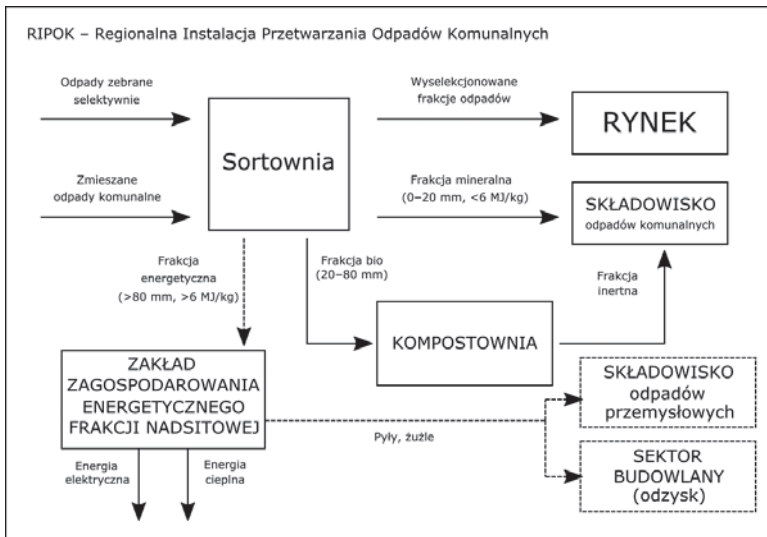 RIPOK – Regionalna Instalacja Przetwarzania Odpadów Komunalnych
Odpady zebrane
selektywnie
Zmieszane
odpady komunalne
Sortownia
Wyselekcjonowane
frakcje odpadów
RYNEK
Frakcja mineralna
(0–20 mm, <6 MJ/kg)
SKŁADOWISKO
odpadów komunalnych
Frakcja
energetyczna
(>80 mm, >6 MJ/kg)
Frakcja bio
(20–80 mm)
Frakcja
inertna
KOMPOSTOWNIA
ZAKŁAD
ZAGOSPODAROWANIA
ENERGETYCZNEGO
FRAKCJI NADSITOWEJ
Pyły, żużle
SKŁADOWISKO
odpadów
przemysłowych
SEKTOR
BUDOWLANY
(odzysk)
Energia
elektryczna
Energia
cieplna